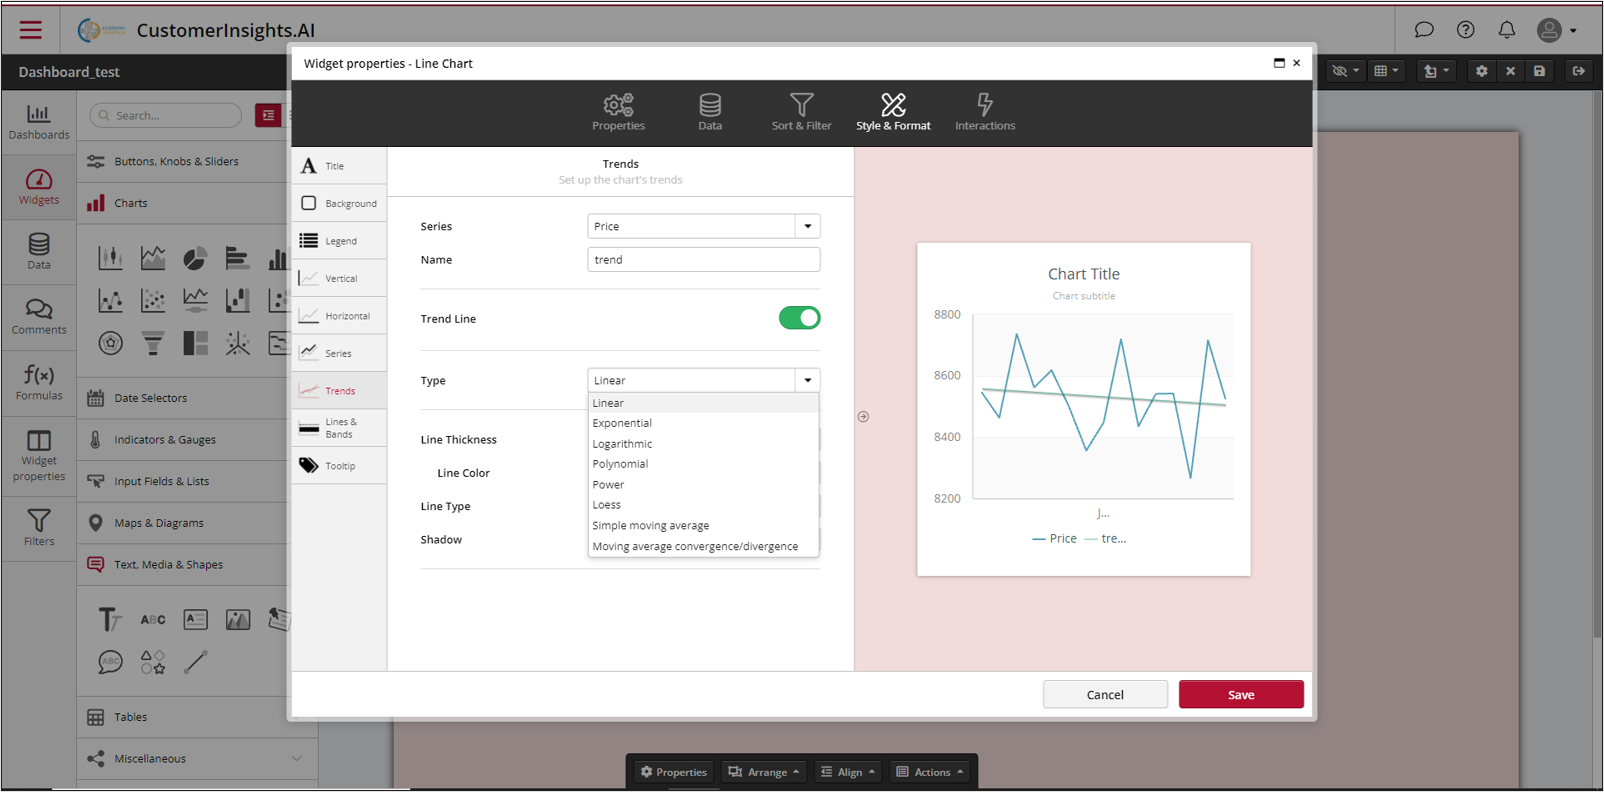 CustomerInsights.AI
Dashboard_test
Dashboards
Widgets
Data
Comments
Formulas
Widget
properties
Filters
Search...
Buttons, Knobs & Sliders
Charts
Date Selectors
Indicators & Gauges
Input Fields & Lists
Maps & Diagrams
Text, Media & Shapes
ABC
ABC
Tables
Miscellaneous
Widget properties - Line Chart
Properties
Data
Sort & Filter
Style & Format
Interactions
Title
Background
Legend
Vertical
Horizontal
Series
Trends
Lines &
Bands
Tooltip
Trends
Set up the chart's trends
Series
Price
Name
trend
Trend Line
Type
Linear
Linear
Exponential
Logarithmic
Polynomial
Power
Loess
Simple moving average
Moving average convergence/divergence
Line Thickness
Line Color
Line Type
Shadow
Chart Title
Chart subtitle
8800
8600
8400
8200
J...
Price
tre...
Cancel
Save
Properties
Arrange
Align
Actions